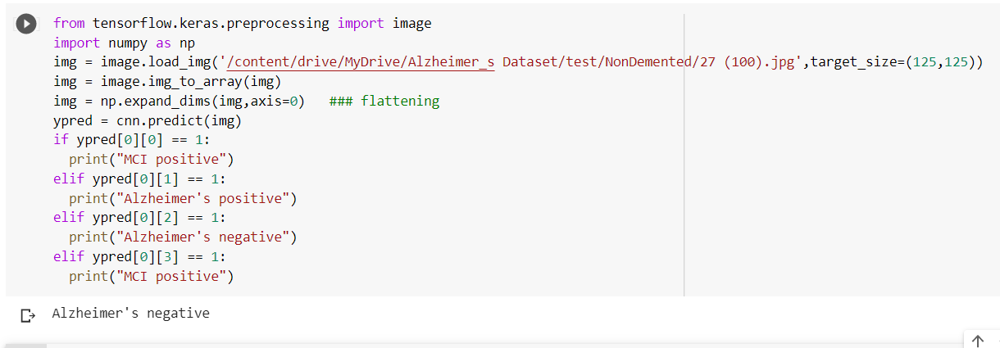 from tensorflow.keras.preprocessing import image
import numpy as np
img = image.load_img('/content/drive/MyDrive/Alzheimer_s Dataset/test/NonDemented/27 (100).jpg',target_size=(125,125))
img = image.img_to_array(img)
img = np.expand_dims(img,axis=0)   ### flattening
ypred = cnn.predict(img)
if ypred[0][0] == 1:
  print("MCI positive")
elif ypred[0][1] == 1:
  print("Alzheimer's positive")
elif ypred[0][2] == 1:
  print("Alzheimer's negative")
elif ypred[0][3] == 1:
  print("MCI positive")
Alzheimer's negative